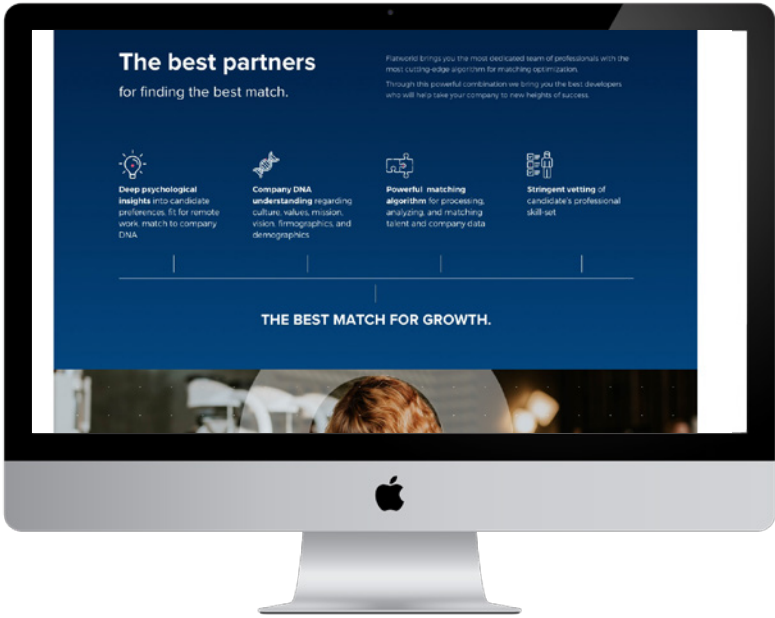 The best partners
for finding the best match.
Flatworld brings you the most dedicated team of professionals with the
most cutting-edge algorithm for matching optimization.
Through this powerful combination we bring you the best developers
who will help take your company to new heights of success.
Deep psychological
insights into candidate
preferences, fit for remote
work, match to company
DNA
Company DNA
understanding regarding
culture, values, mission,
vision, firmographics, and
demographics
Powerful matching
algorithm for processing,
analyzing, and matching
talent and company data
Stringent vetting of
candidate's professional
skill-set
THE BEST MATCH FOR GROWTH.